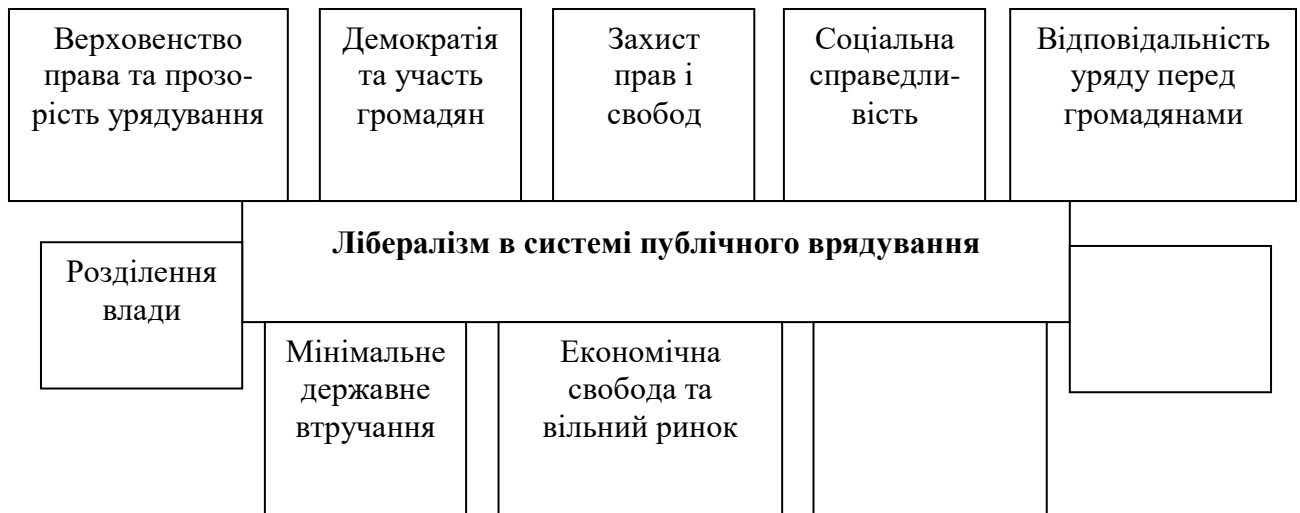 Верховенство
права та прозо-
рість урядування
Демократія
та участь
громадян
Захист
прав і
свобод
Соціальна
справедли-
вість
Відповідальність
уряду перед
громадянами
Лібералізм в системі публічного врядування
Розділення
влади
Мінімальне
державне
втручання
Економічна
свобода та
вільний ринок